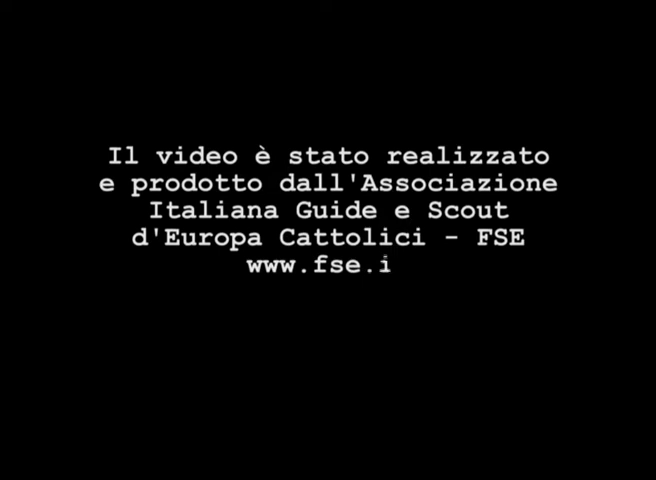 Il video è stato realizzato
e prodotto dall'Associazione
Italiana Guide e Scout
d'Europa Cattolici - FSE
www.fse.i